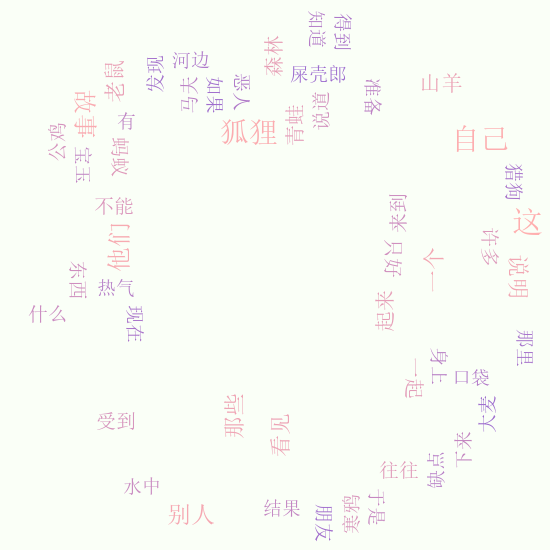 得到
知道
森林
河边
发现
老鼠
屎壳郎
马夫
如果
恶人
准备
山羊
故事
有
狐狸
青蛙
说道
自己
公鸡
宝玉
蚂蚁
猎狗
不能
来到
这
他们
许多
只好
一个
说明
东西
热气
起来
什么
现在
那里
身上
一起
口袋
那些
受到
看见
大麦
下来
缺点
往往
水中
别人
结果
朋友
寒鸦
于是